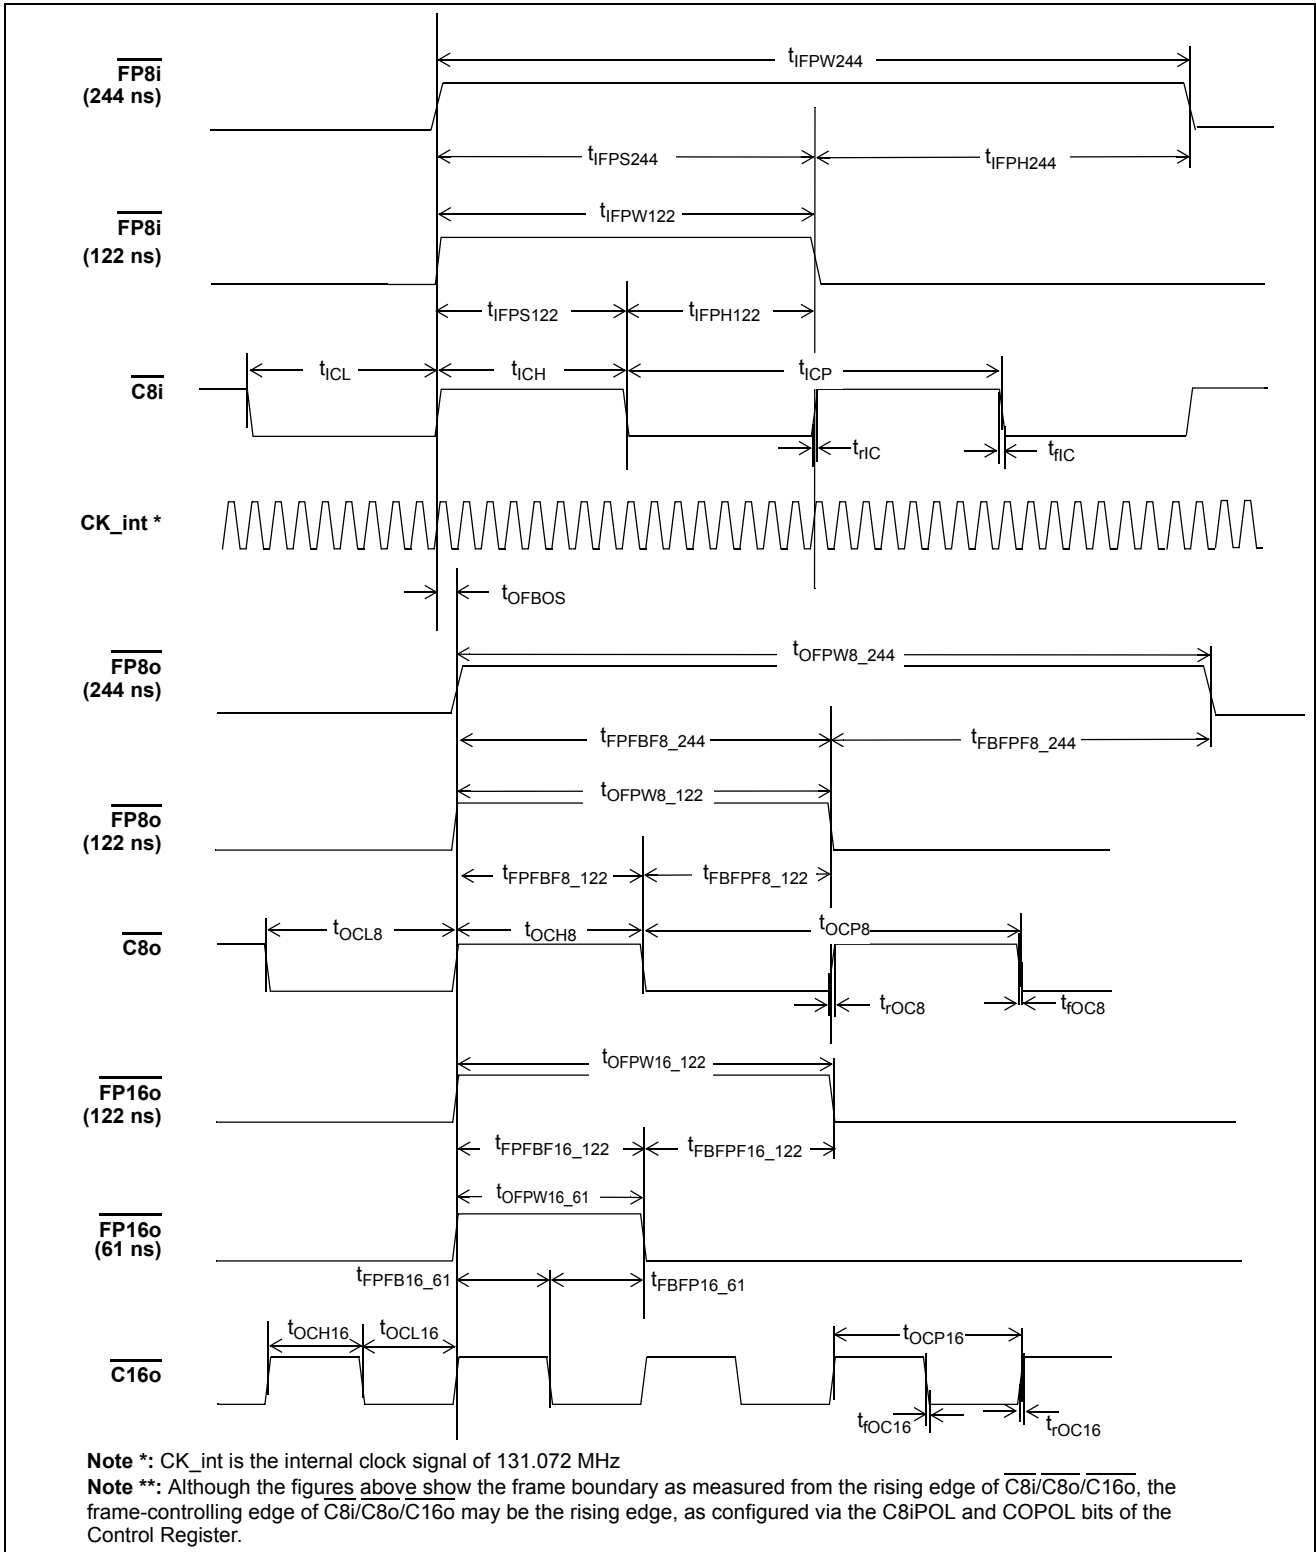 tIFPW244
FP8i
(244 ns)
tIFPS244
tIFPH244
tIFPW122
FP8i
(122 ns)
tIFPS122
tIFPH122
tICL
tICH
tICP
C8i
trIC
tfIC
CK_int *
tOFBOS
tOFPW8_244
FP8o
(244 ns)
tFPFBF8_244
tFBFPF8_244
tOFPW8_122
FP8o
(122 ns)
tFPFBF8_122
tFBFPF8_122
tOCL8
tOCH8
tOCP8
C8o
trOC8
tfOC8
tOFPW16_122
FP16o
(122 ns)
tFPFBF16_122
tFBFPF16_122
tOFPW16_61
FP16o
(61 ns)
tFPFB16_61
tFBFP16_61
tOCH16
tOCL16
tOCP16
C16o
tfOC16
trOC16
Note *: CK_int is the internal clock signal of 131.072 MHz
Note **: Although the figures above show the frame boundary as measured from the rising edge of C8i/C8o/C16o, the
frame-controlling edge of C8i/C8o/C16o may be the rising edge, as configured via the C8iPOL and COPOL bits of the
Control Register.